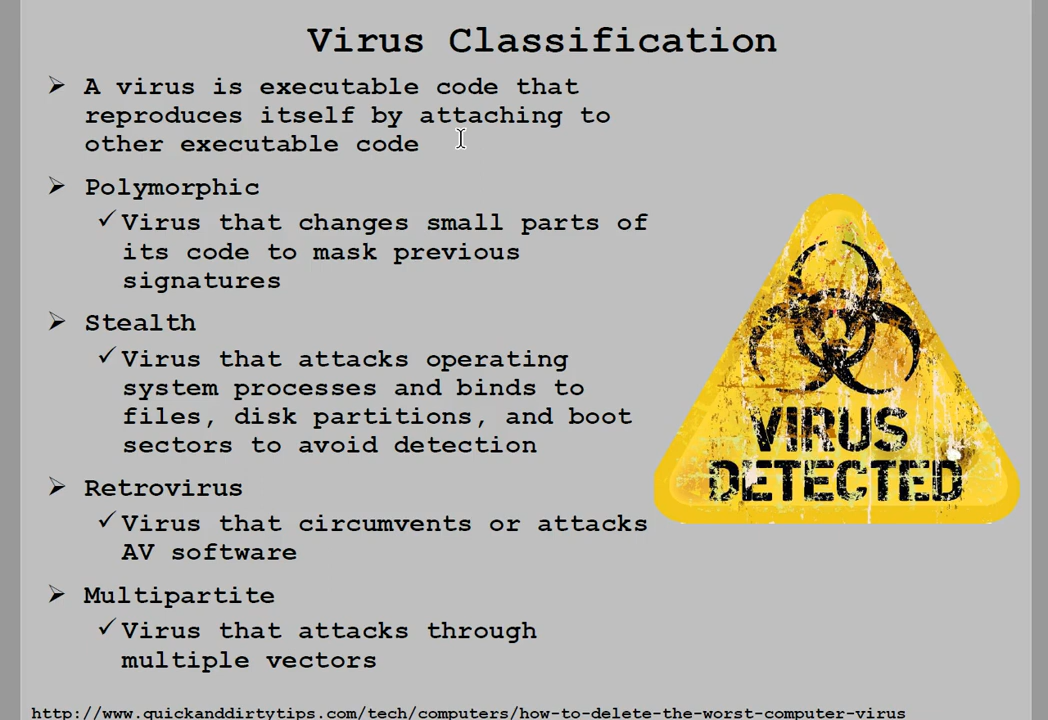 Virus Classification
A virus is executable code that
reproduces itself by attaching to
other executable code
Polymorphic
Virus that changes small parts of
its code to mask previous
signatures
Stealth
Virus that attacks operating
system processes and binds to
files, disk partitions, and boot
sectors to avoid detection
Retrovirus
Virus that circumvents or attacks
AV software
Multipartite
Virus that attacks through
multiple vectors
VIRUS
DETECTED
http://www.quickanddirtytips.com/tech/computers/how-to-delete-the-worst-computer-virus